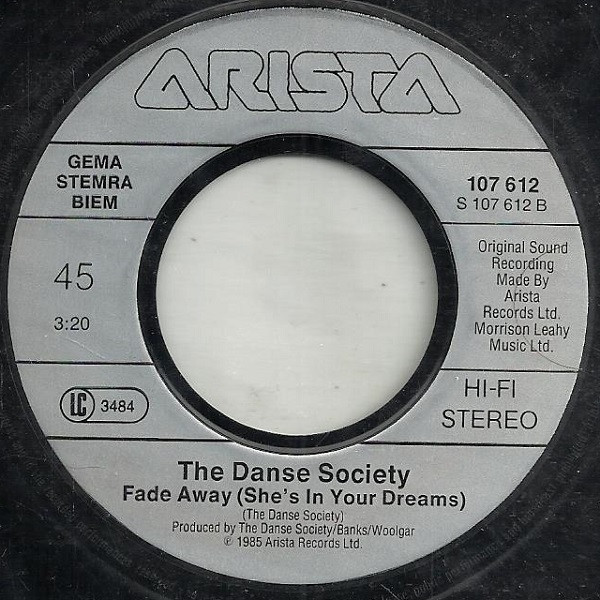 ARISTA
GEMA
STEMRA
BIEM
107 612
S 107 612 B
45
3:20
Original Sound
Recording
Made By
Arista
Records Ltd.
Morrison Leahy
Music Ltd.
LC 3484
HI-FI
STEREO
The Danse Society
Fade Away (She's In Your Dreams)
(The Danse Society)
Produced by The Danse Society/Banks/Woolgar
℗ 1985 Arista Records Ltd.